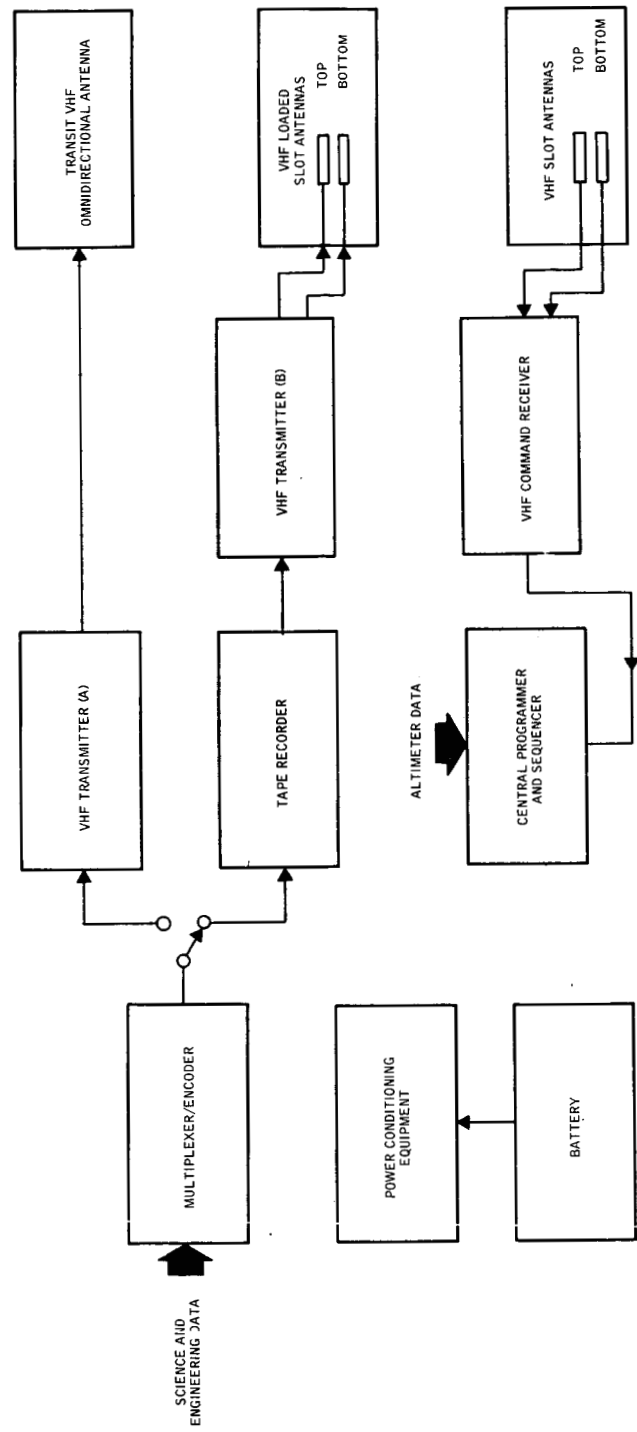 SCIENCE AND
ENGINEERING DATA
MULTIPLEXER/ENCODER
VHF TRANSMITTER (A)
TRANSIT VHF
OMNIDIRECTIONAL ANTENNA
TAPE RECORDER
VHF TRANSMITTER (B)
VHF LOADED
SLOT ANTENNAS
TOP
BOTTOM
POWER CONDITIONING
EQUIPMENT
BATTERY
ALTIMETER DATA
CENTRAL PROGRAMMER
AND SEQUENCER
VHF COMMAND RECEIVER
VHF SLOT ANTENNAS
TOP
BOTTOM